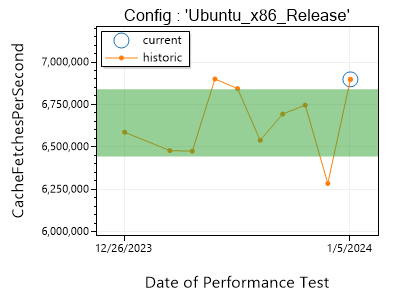 Config : 'Ubuntu_x86_Release'
current
historic
CacheFetchesPerSecond
7,000,000
6,750,000
6,500,000
6,250,000
6,000,000
12/26/2023
1/5/2024
Date of Performance Test